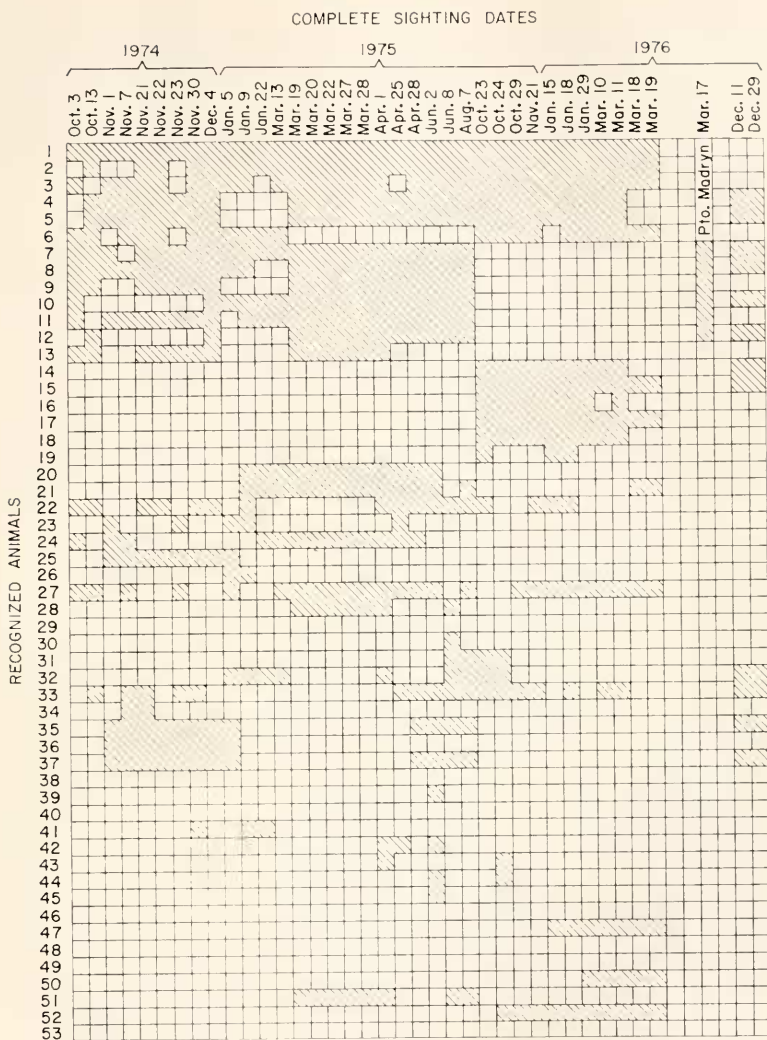 COMPLETE SIGHTING DATES
1974 1975 1976
Oct. 3
Oct. 13
Nov. 1
Nov. 7
Nov. 21
Nov. 22
Nov. 23
Nov. 30
Dec. 4
Jan. 5
Jan. 9
Jan. 22
Mar. 13
Mar. 19
Mar. 20
Mar. 22
Mar. 27
Mar. 28
Apr. 1
Apr. 25
Apr. 28
Jun. 2
Jun. 8
Aug. 7
Oct. 23
Oct. 24
Oct. 29
Nov. 21
Jan. 15
Jan. 18
Jan. 29
Mar. 10
Mar. 11
Mar. 18
Mar. 19
Mar. 17
Dec. 11
Dec. 29
Pto. Madryn
RECOGNIZED ANIMALS
1
2
3
4
5
6
7
8
9
10
11
12
13
14
15
16
17
18
19
20
21
22
23
24
25
26
27
28
29
30
31
32
33
34
35
36
37
38
39
40
41
42
43
44
45
46
47
48
49
50
51
52
53